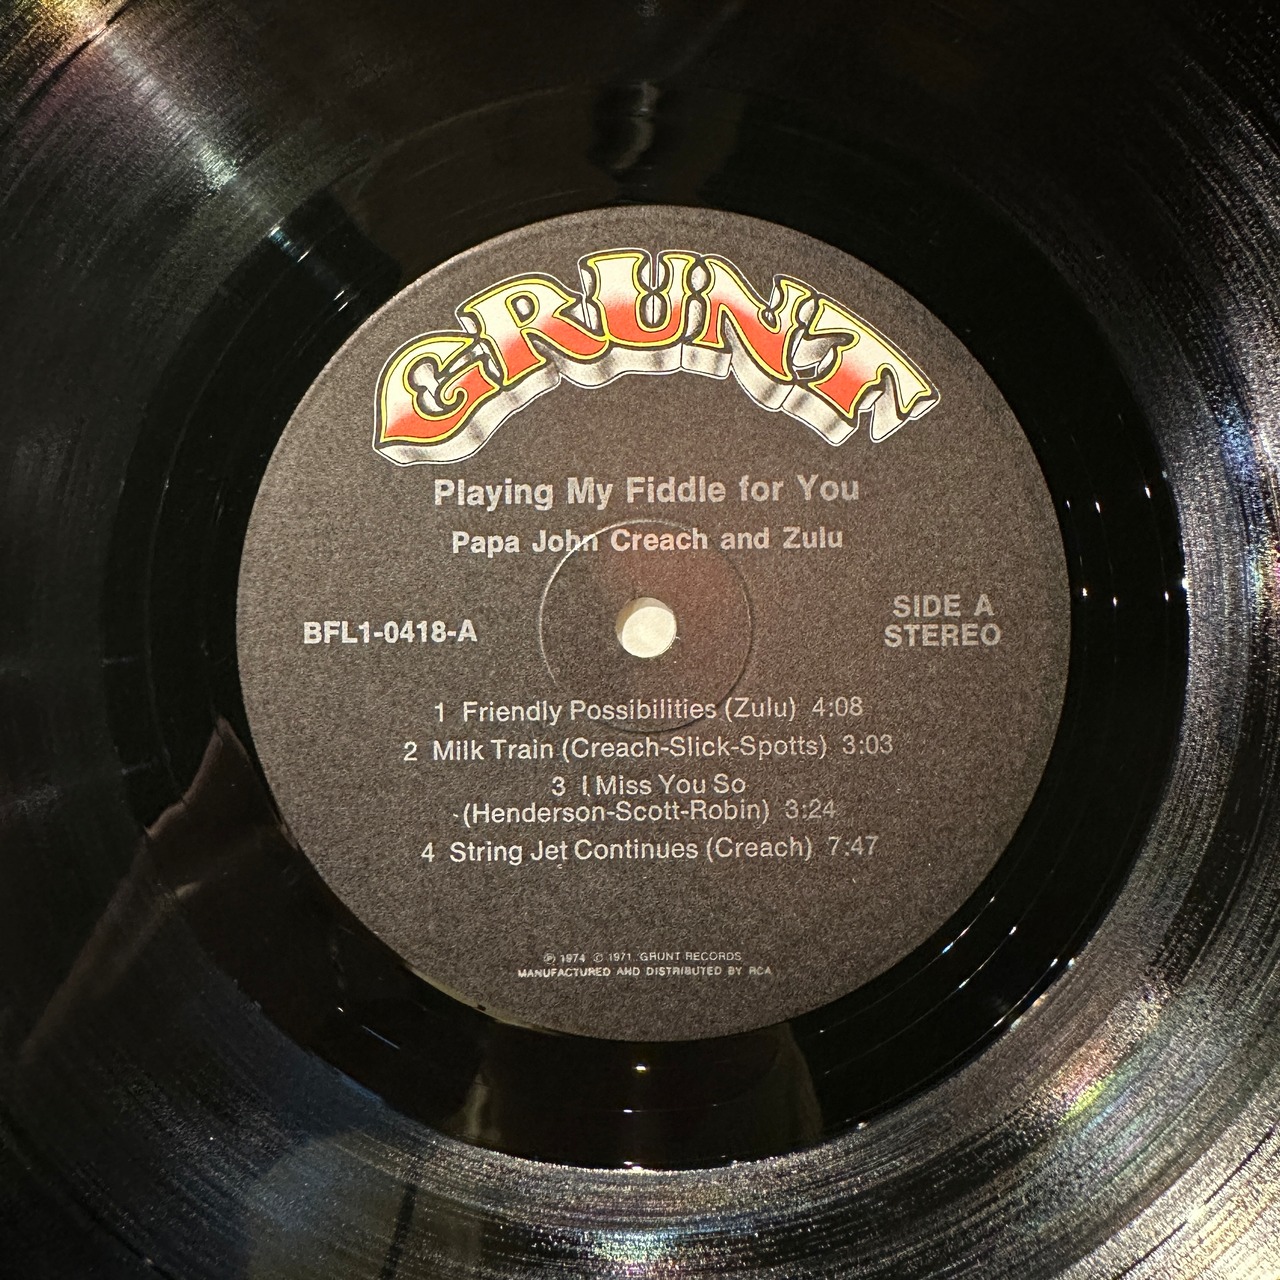 GRUNT
Playing My Fiddle for You
Papa John Creach and Zulu
BFL1-0418-A
SIDE A
STEREO
1 Friendly Possibilities (Zulu) 4:08
2 Milk Train (Creach-Slick-Spotts) 3:03
3 I Miss You So
(Henderson-Scott-Robin) 3:24
4 String Jet Continues (Creach) 7:47
℗ 1974 © 1971 GRUNT RECORDS
MANUFACTURED AND DISTRIBUTED BY RCA